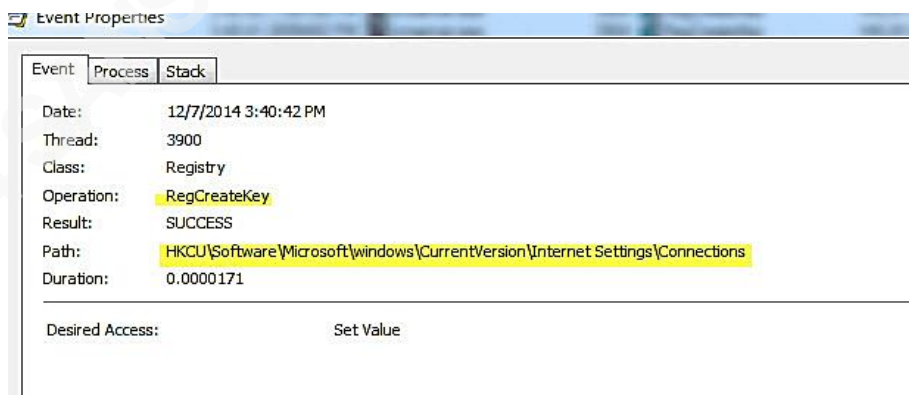 Event Properties
Event Process Stack
Date: 12/7/2014 3:40:42 PM
Thread: 3900
Class: Registry
Operation: RegCreateKey
Result: SUCCESS
Path: HKCU\Software\Microsoft\windows\CurrentVersion\Internet Settings\Connections
Duration: 0.0000171
Desired Access: Set Value